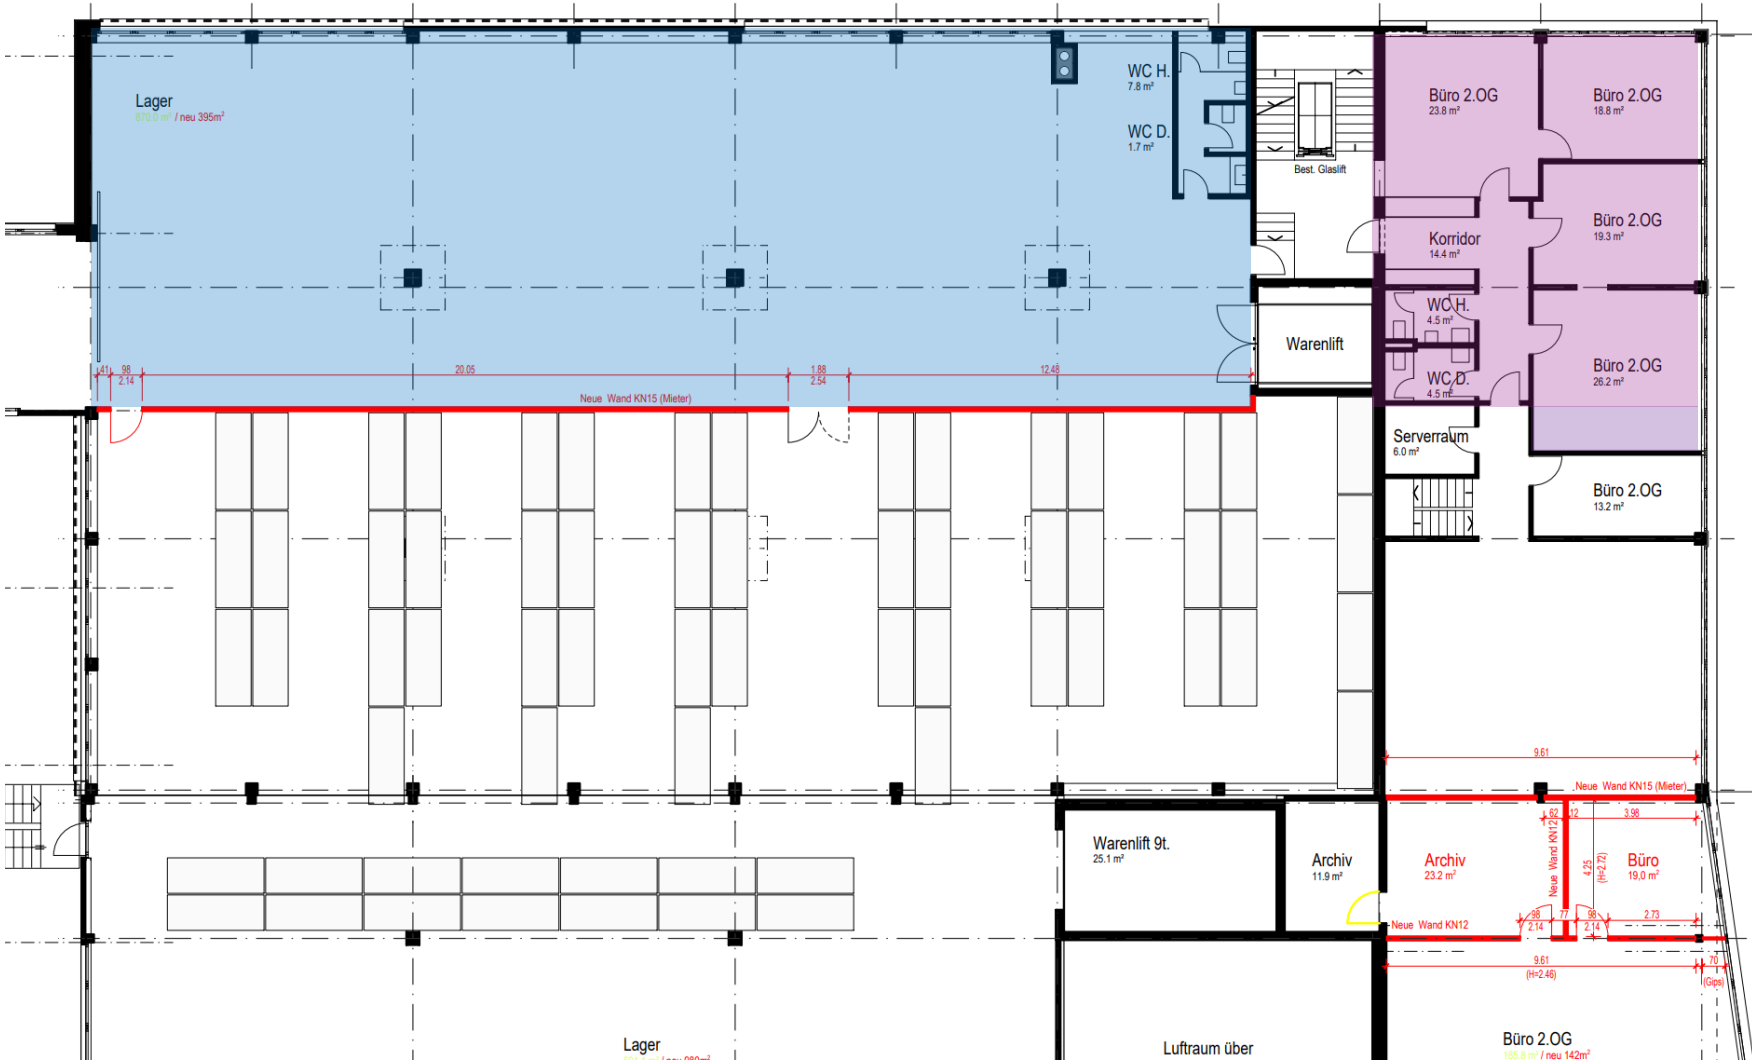 Lager
870.0 m² / neu 395m²
WC H.
7.8 m²
WC D.
1.7 m²
Best. Glaslift
Büro 2.OG
23.8 m²
Büro 2.OG
18.8 m²
Büro 2.OG
19.3 m²
Korridor
14.4 m²
WC H.
4.5 m²
Warenlift
WC D.
4.5 m²
Büro 2.OG
26.2 m²
41
98
2.14
20.05
1.88
2.54
12.48
Neue Wand KN15 (Mieter)
Serverraum
6.0 m²
Büro 2.OG
13.2 m²
9.61
Neue Wand KN15 (Mieter)
62
12
3.98
Warenlift 9t.
25.1 m²
Archiv
11.9 m²
Archiv
23.2 m²
Neue Wand KN12
4.25
(H=2.72)
Büro
19,0 m²
Neue Wand KN12
98
2.14
77
98
2.14
2.73
9.61
(H=2.46)
70
(Gips)
Lager
/ neu 980m²
Luftraum über
Büro 2.OG
/ neu 142m²